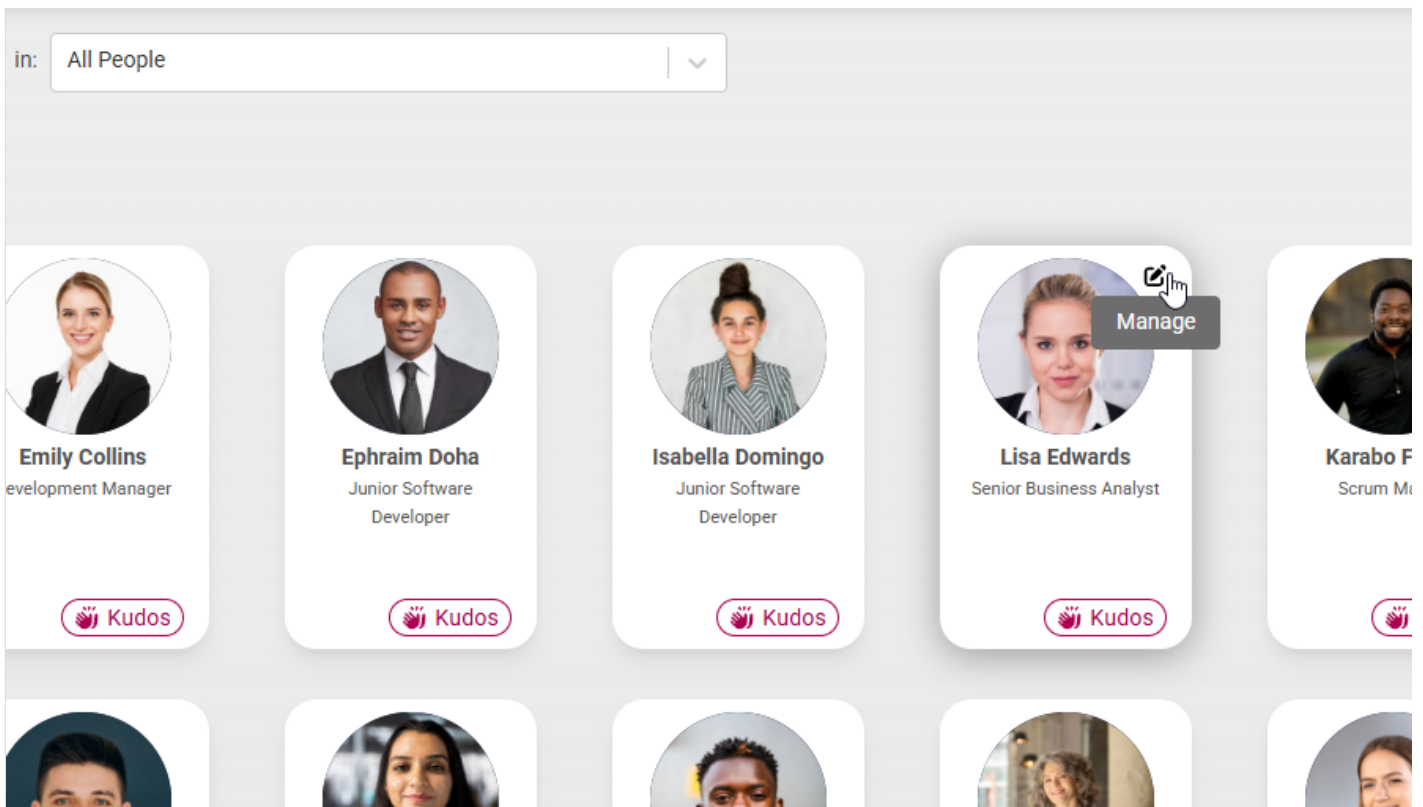 in:
All People
Manage
Emily Collins
evelopment Manager
Kudos
Ephraim Doha
Junior Software
Developer
Kudos
Isabella Domingo
Junior Software
Developer
Kudos
Lisa Edwards
Senior Business Analyst
Kudos
Karabo F
Scrum Ma